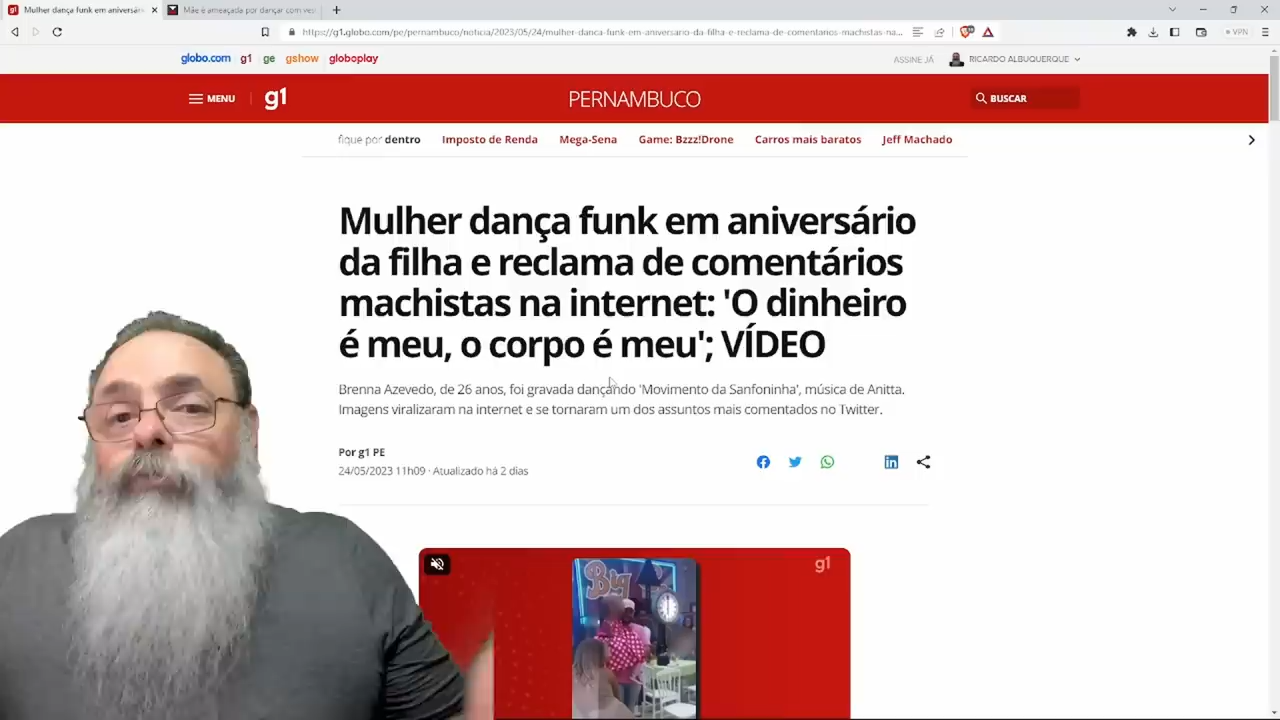 Mulher dança funk em aniversári
Mãe é ameaçada por dançar com ves
https://g1.globo.com/pe/pernambuco/noticia/2023/05/24/mulher-danca-funk-em-aniversario-da-filha-e-reclama-de-comentarios-machistas-na...
VPN
globo.com g1 ge gshow globoplay
ASSINE JÁ RICARDO ALBUQUERQUE
MENU g1 PERNAMBUCO BUSCAR
fique por dentro Imposto de Renda Mega-Sena Game: Bzzz!Drone Carros mais baratos Jeff Machado
Mulher dança funk em aniversário
da filha e reclama de comentários
machistas na internet: 'O dinheiro
é meu, o corpo é meu'; VÍDEO
Brenna Azevedo, de 26 anos, foi gravada dançando 'Movimento da Sanfoninha', música de Anitta.
Imagens viralizaram na internet e se tornaram um dos assuntos mais comentados no Twitter.
Por g1 PE
24/05/2023 11h09 · Atualizado há 2 dias
g1
Big